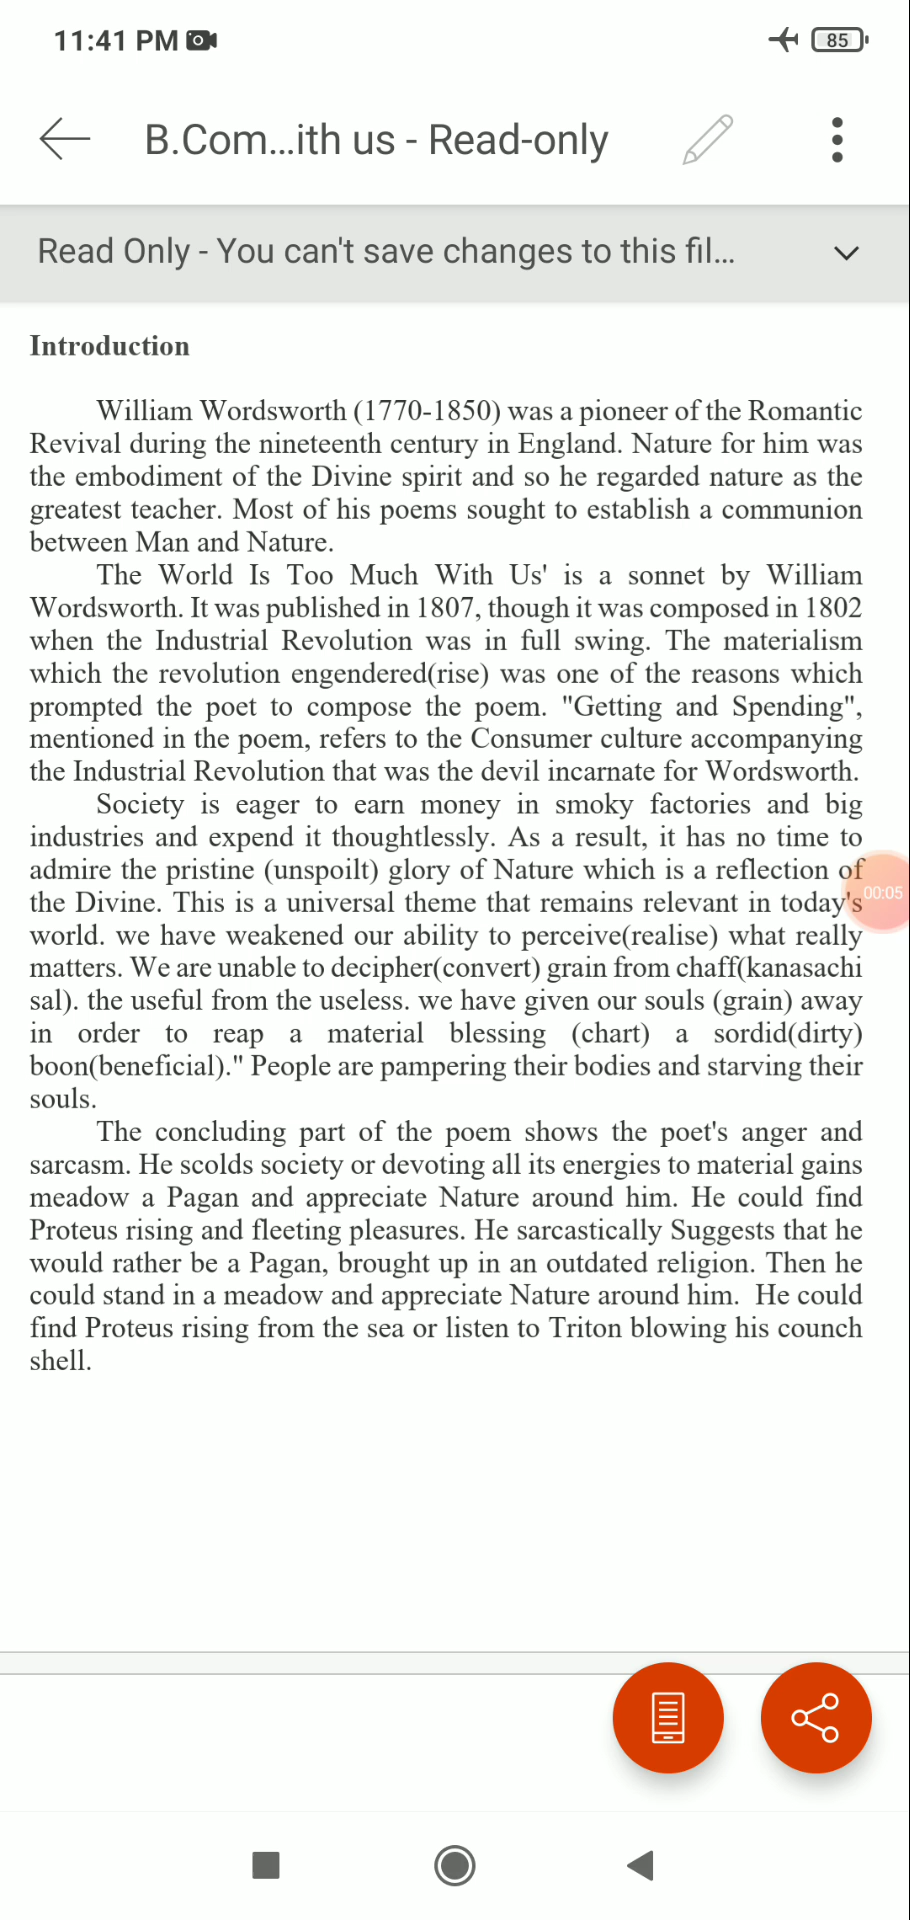 11:41 PM
85
B.Com...ith us - Read-only
Read Only - You can't save changes to this fil...
Introduction
William Wordsworth (1770-1850) was a pioneer of the Romantic
Revival during the nineteenth century in England. Nature for him was
the embodiment of the Divine spirit and so he regarded nature as the
greatest teacher. Most of his poems sought to establish a communion
between Man and Nature.
The World Is Too Much With Us' is a sonnet by William
Wordsworth. It was published in 1807, though it was composed in 1802
when the Industrial Revolution was in full swing. The materialism
which the revolution engendered(rise) was one of the reasons which
prompted the poet to compose the poem. "Getting and Spending",
mentioned in the poem, refers to the Consumer culture accompanying
the Industrial Revolution that was the devil incarnate for Wordsworth.
Society is eager to earn money in smoky factories and big
industries and expend it thoughtlessly. As a result, it has no time to
admire the pristine (unspoilt) glory of Nature which is a reflection of
the Divine. This is a universal theme that remains relevant in today's
00:05
world. we have weakened our ability to perceive(realise) what really
matters. We are unable to decipher(convert) grain from chaff(kanasachi
sal). the useful from the useless. we have given our souls (grain) away
in order to reap a material blessing (chart) a sordid(dirty)
boon(beneficial)." People are pampering their bodies and starving their
souls.
The concluding part of the poem shows the poet's anger and
sarcasm. He scolds society or devoting all its energies to material gains
meadow a Pagan and appreciate Nature around him. He could find
Proteus rising and fleeting pleasures. He sarcastically Suggests that he
would rather be a Pagan, brought up in an outdated religion. Then he
could stand in a meadow and appreciate Nature around him. He could
find Proteus rising from the sea or listen to Triton blowing his counch
shell.